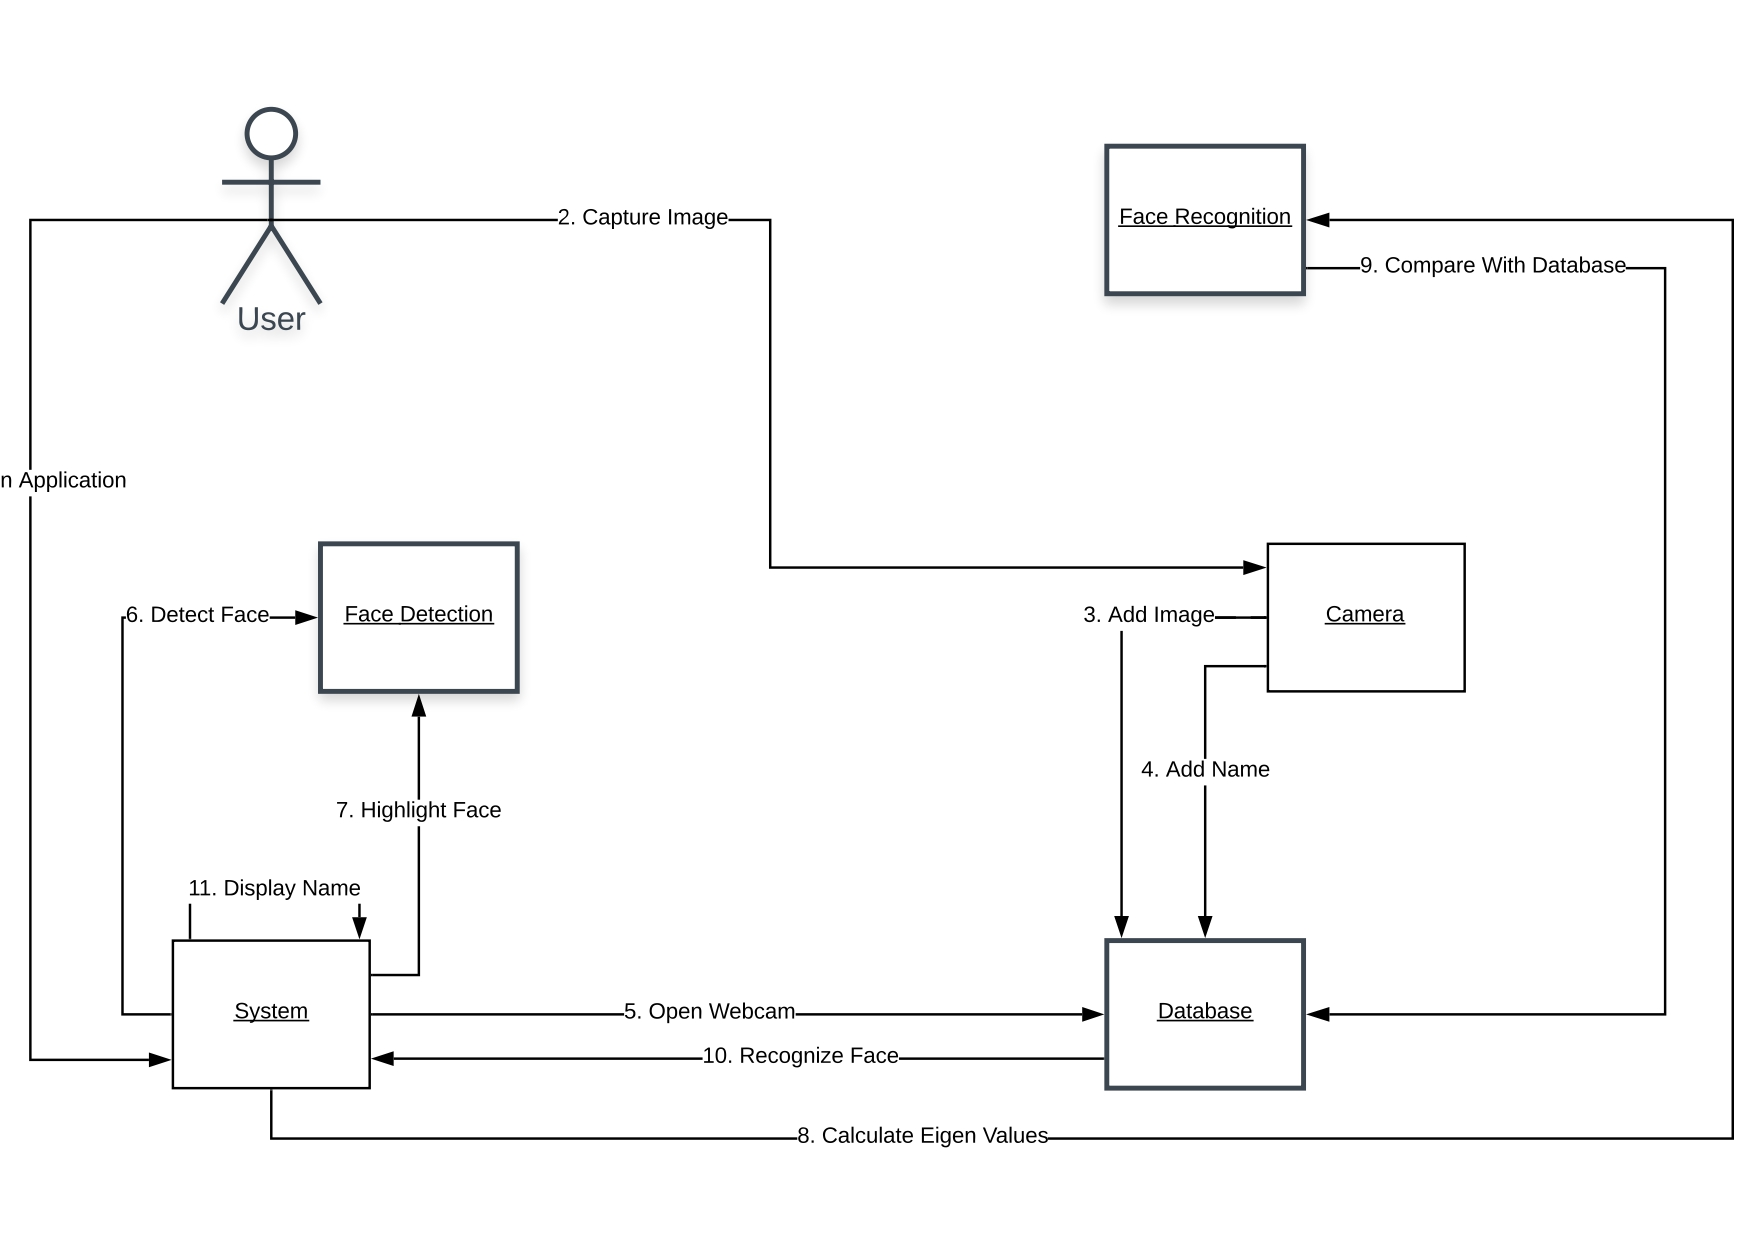 2. Capture Image
Face Recognition
9. Compare With Database
User
n Application
6. Detect Face
Face Detection
3. Add Image
Camera
4. Add Name
7. Highlight Face
11. Display Name
System
5. Open Webcam
Database
10. Recognize Face
8. Calculate Eigen Values